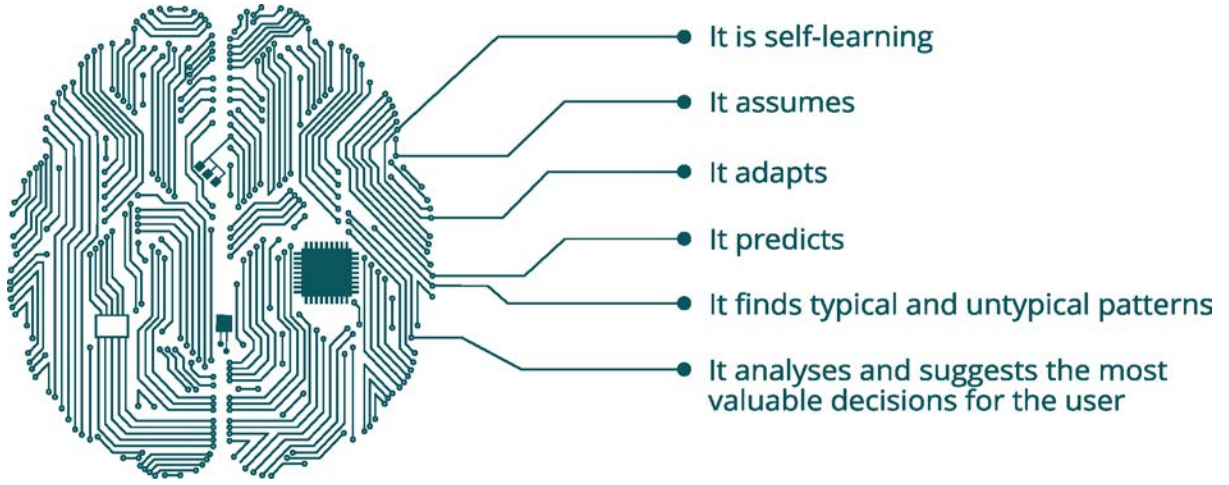 It is self-learning
It assumes
It adapts
It predicts
It finds typical and untypical patterns
It analyses and suggests the most
valuable decisions for the user